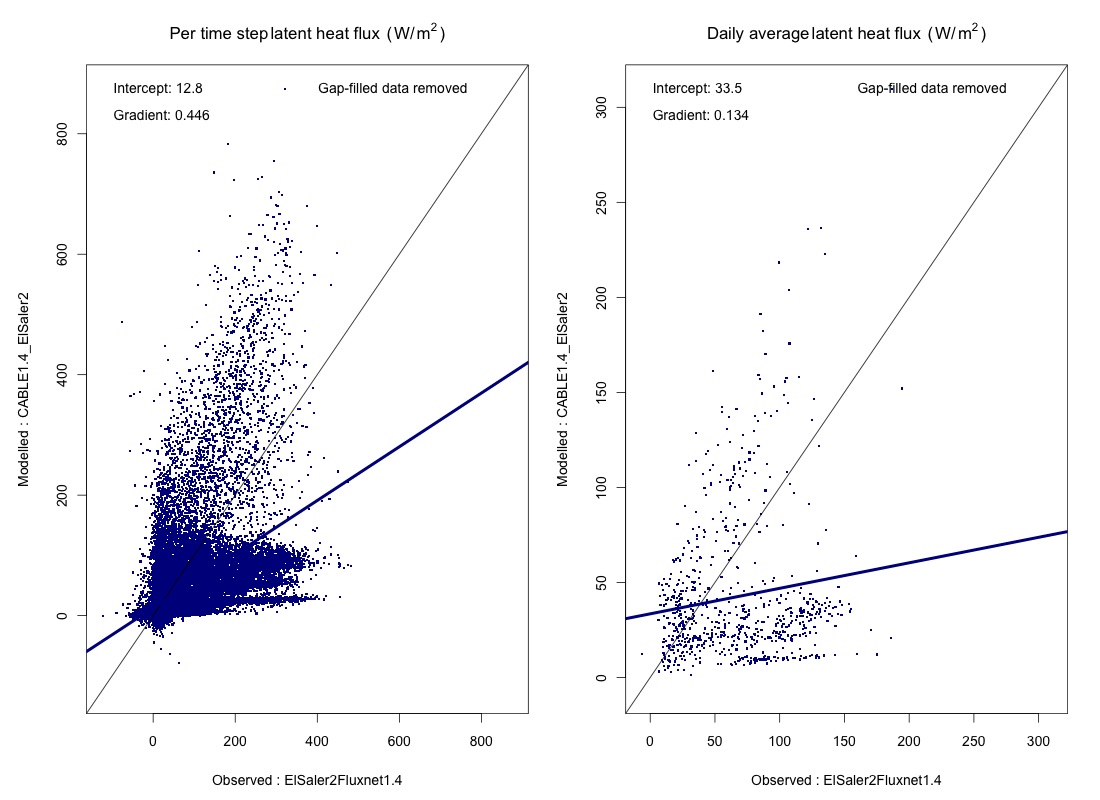 Per time step latent heat flux (W/m²)
Intercept: 12.8
Gap-filled data removed
Gradient: 0.446
Modelled : CABLE1.4_ElSaler2
800
600
400
200
0
0 200 400 600 800
Observed : ElSaler2Fluxnet1.4
Daily average latent heat flux (W/m²)
Intercept: 33.5
Gap-filled data removed
Gradient: 0.134
Modelled : CABLE1.4_ElSaler2
300
250
200
150
100
50
0
0 50 100 150 200 250 300
Observed : ElSaler2Fluxnet1.4